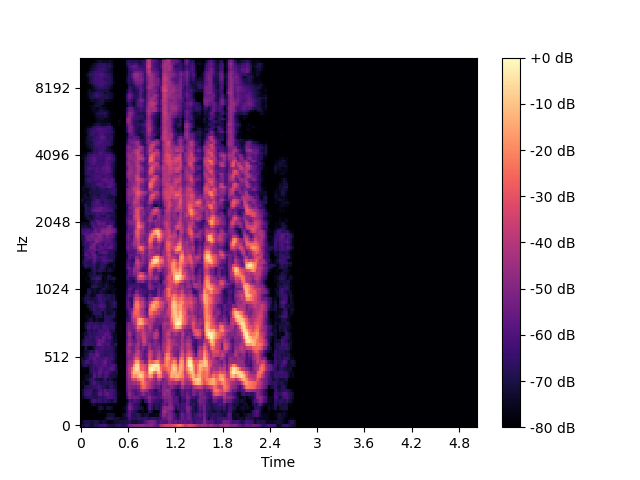 +0 dB
8192
-10 dB
4096
-20 dB
-30 dB
2048
-40 dB
Hz
1024
-50 dB
-60 dB
512
-70 dB
0
-80 dB
0 0.6 1.2 1.8 2.4 3 3.6 4.2 4.8
Time